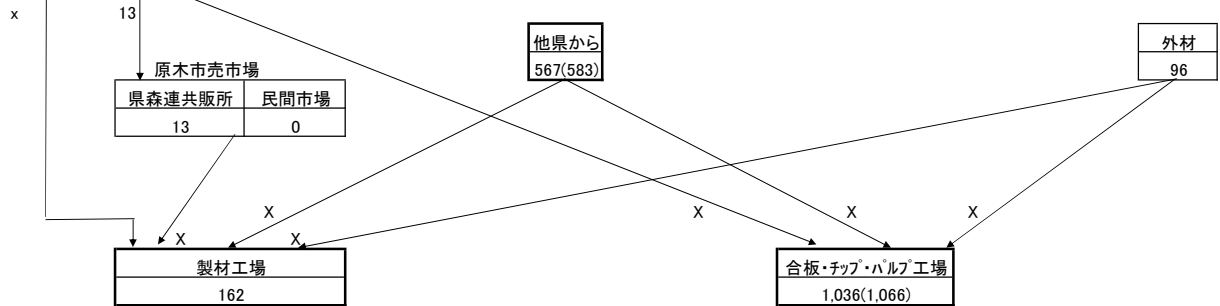 x
13
他県から
567(583)
外材
96
原木市売市場
県森連共販所 民間市場
13 0
X X X X
X X
製材工場
162
合板・チップ・パルプ工場
1,036(1,066)